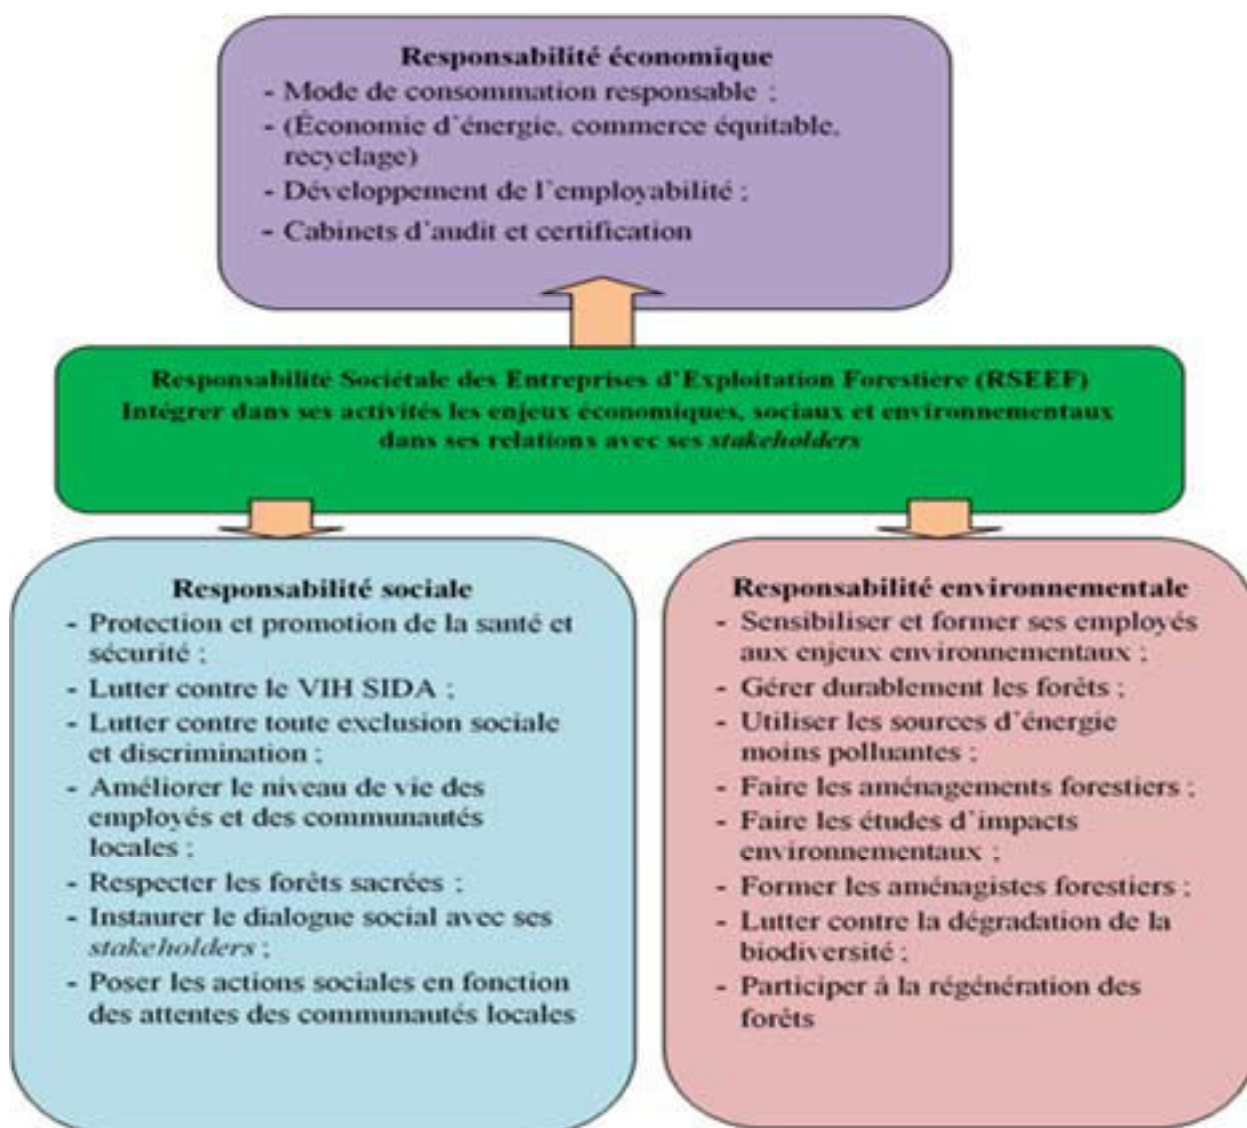 Responsabilité économique
- Mode de consommation responsable ;
- (Économie d'énergie, commerce équitable,
recyclage)
- Développement de l'employabilité ;
- Cabinets d'audit et certification
Responsabilité Sociétale des Entreprises d'Exploitation Forestière (RSEEF)
Intégrer dans ses activités les enjeux économiques, sociaux et environnementaux
dans ses relations avec ses stakeholders
Responsabilité sociale
- Protection et promotion de la santé et
sécurité ;
- Lutter contre le VIH SIDA ;
- Lutter contre toute exclusion sociale
et discrimination ;
- Améliorer le niveau de vie des
employés et des communautés
locales ;
- Respecter les forêts sacrées ;
- Instaurer le dialogue social avec ses
stakeholders ;
- Poser les actions sociales en fonction
des attentes des communautés locales
Responsabilité environnementale
- Sensibiliser et former ses employés
aux enjeux environnementaux ;
- Gérer durablement les forêts ;
- Utiliser les sources d'énergie
moins polluantes ;
- Faire les aménagements forestiers ;
- Faire les études d'impacts
environnementaux ;
- Former les aménagistes forestiers ;
- Lutter contre la dégradation de la
biodiversité ;
- Participer à la régénération des
forêts